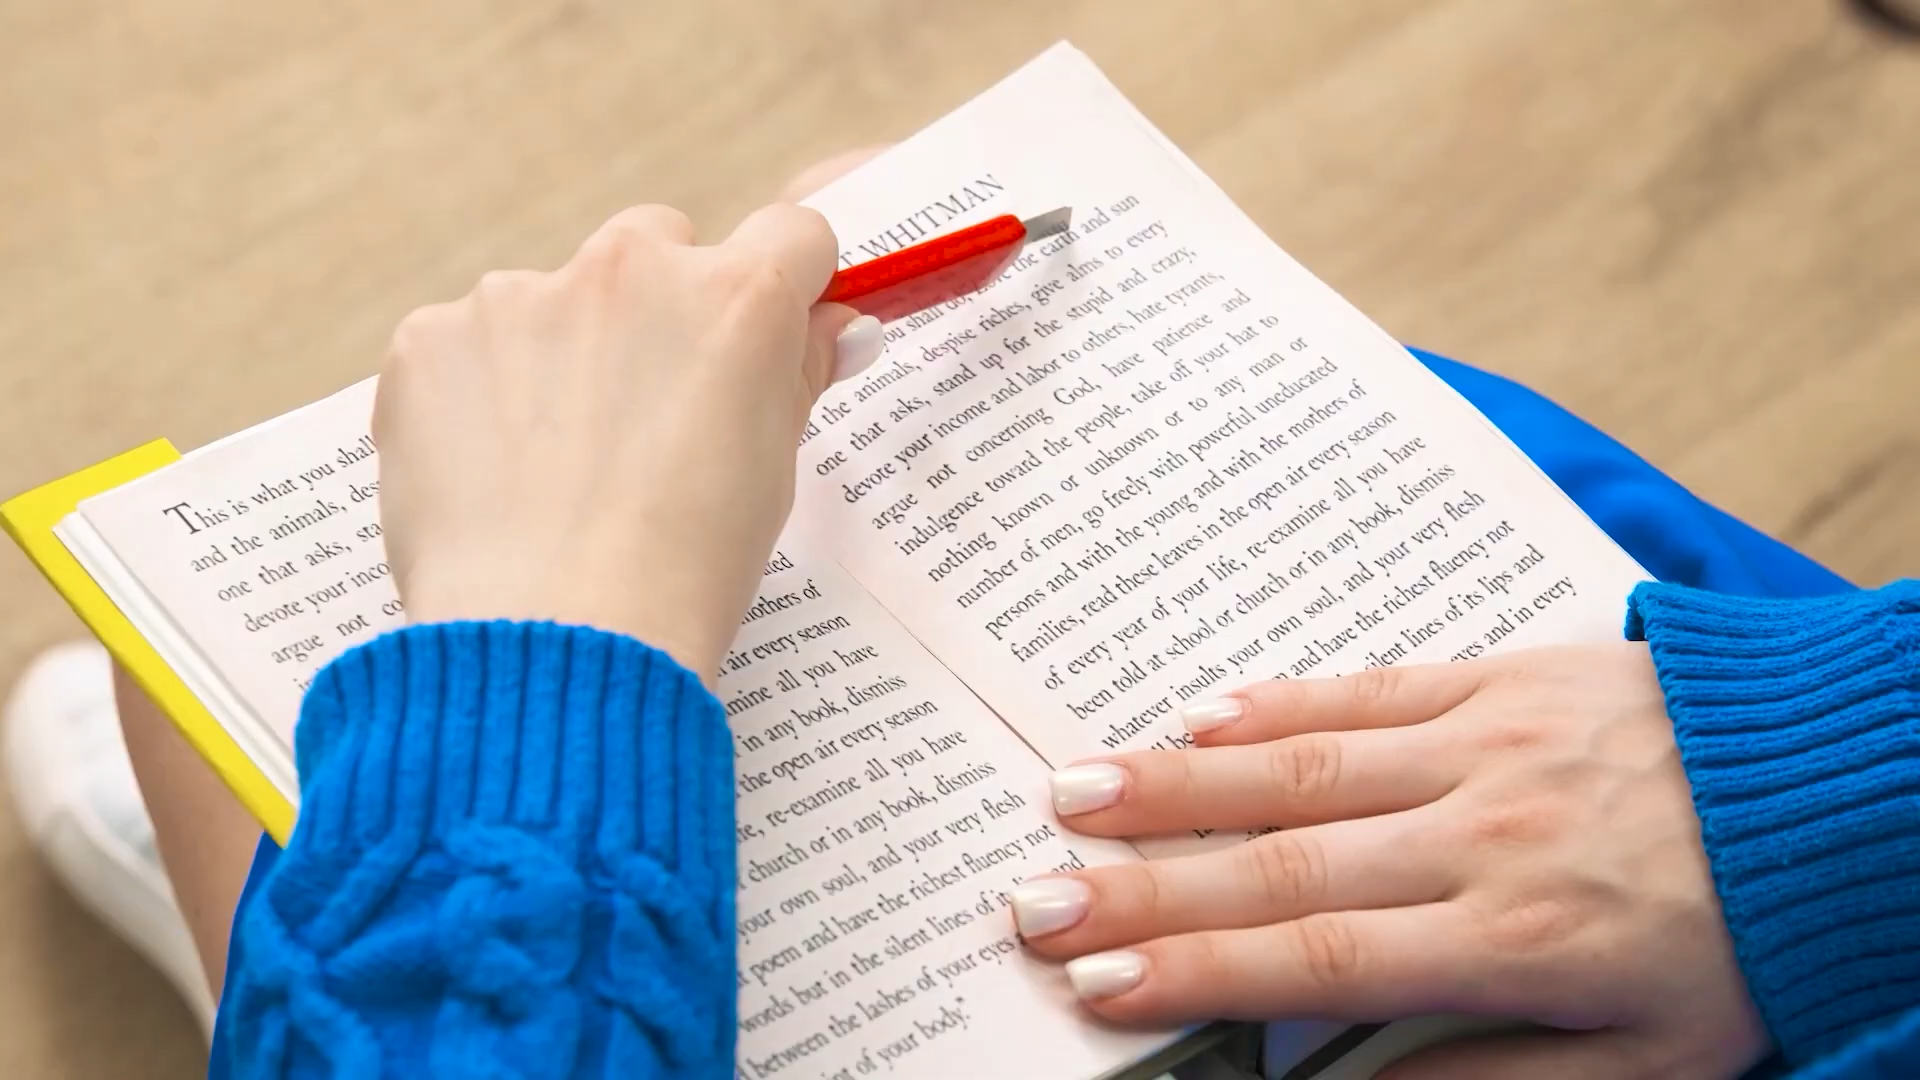 This is what you shall
and the animals, des
one that asks, sta
devote your inco
argue not co
mothers of
air every season
mine all you have
in any book, dismiss
the open air every season
re-examine all you have
church or in any book, dismiss
your own soul, and your very flesh
poem and have the richest fluency not
words but in the silent lines of its and
between the lashes of your eyes
of your body."
WHITMAN
you shall do, Love the earth and sun
the animals, despise riches, give alms to every
one that asks, stand up for the stupid and crazy,
devote your income and labor to others, hate tyrants,
argue not concerning God, have patience and
indulgence toward the people, take off your hat to
nothing known or unknown or to any man or
number of men, go freely with powerful uneducated
persons and with the young and with the mothers of
families, read these leaves in the open air every season
of every year of your life, re-examine all you have
been told at school or church or in any book, dismiss
whatever insults your own soul, and your very flesh
and have the richest fluency not
silent lines of its lips and
eyes and in every